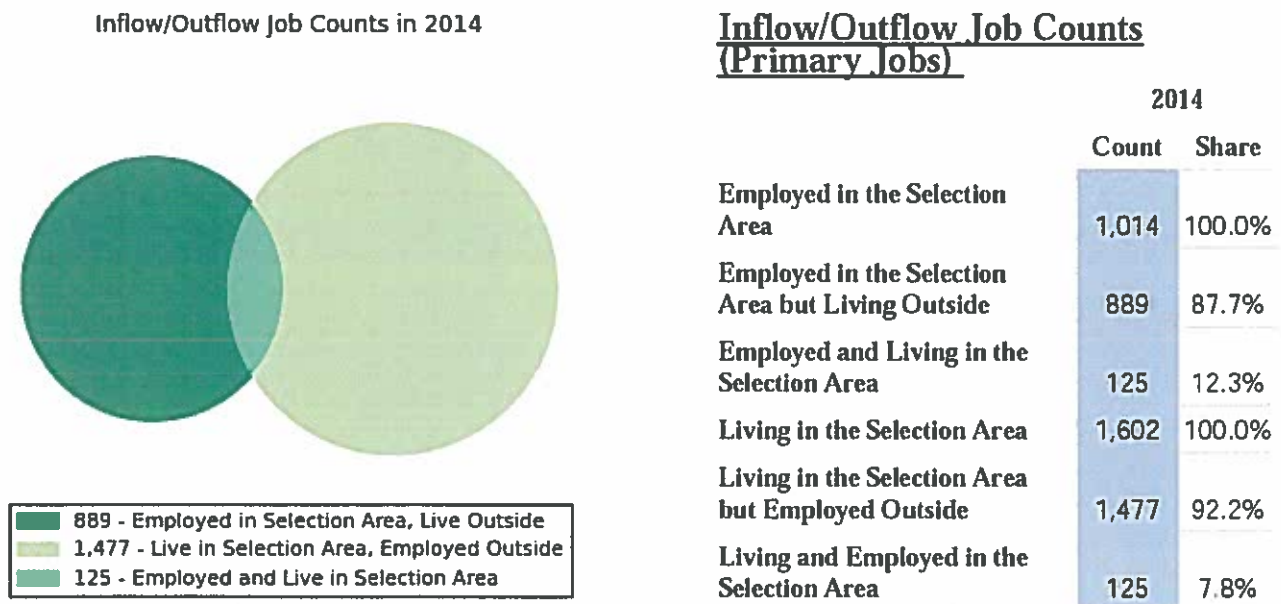 Inflow/Outflow Job Counts in 2014
889 - Employed in Selection Area, Live Outside
1,477 - Live in Selection Area, Employed Outside
125 - Employed and Live in Selection Area
Inflow/Outflow Job Counts
(Primary Jobs)
2014
Count Share
Employed in the Selection
Area 1,014 100.0%
Employed in the Selection
Area but Living Outside 889 87.7%
Employed and Living in the
Selection Area 125 12.3%
Living in the Selection Area 1,602 100.0%
Living in the Selection Area
but Employed Outside 1,477 92.2%
Living and Employed in the
Selection Area 125 7.8%